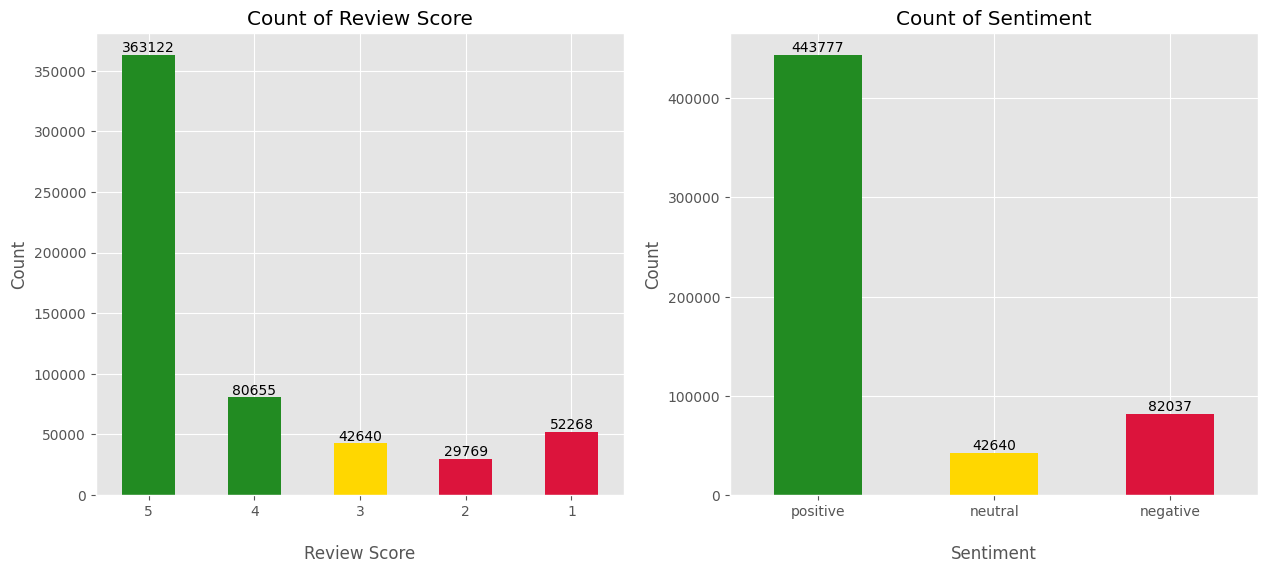 Count of Review Score
363122
350000
300000
250000
200000
150000
100000
50000
0
Count
80655
42640
29769
52268
5 4 3 2 1
Review Score
Count of Sentiment
443777
400000
300000
200000
100000
0
Count
42640
82037
positive neutral negative
Sentiment